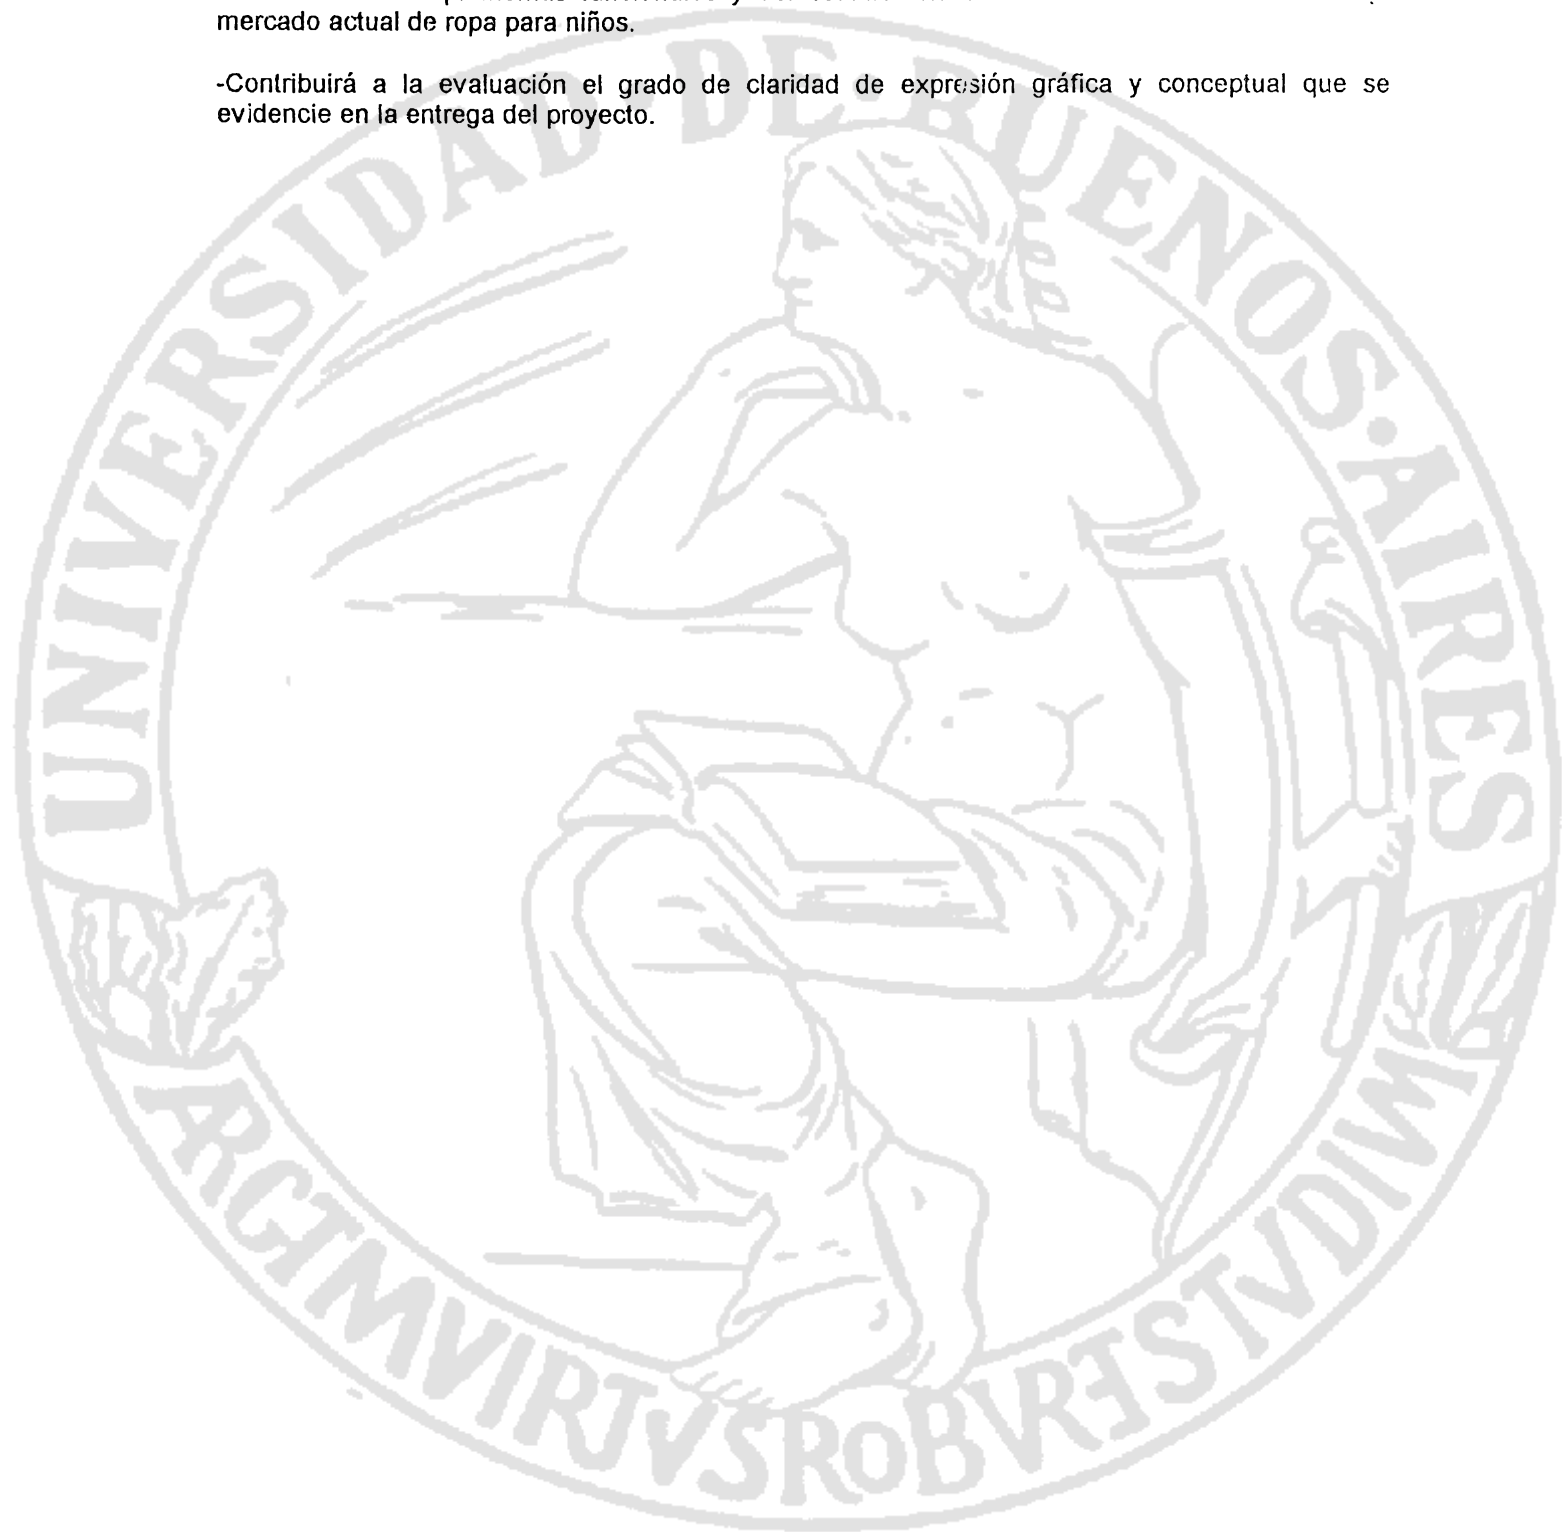 mercado actual de ropa para niños.
-Contribuirá a la evaluación el grado de claridad de expresión gráfica y conceptual que se
evidencie en la entrega del proyecto.
UNIVERSIDAD·DE·BUENOS·AIRES
ARGTMVIRTVSROBVRETSTVDIVM